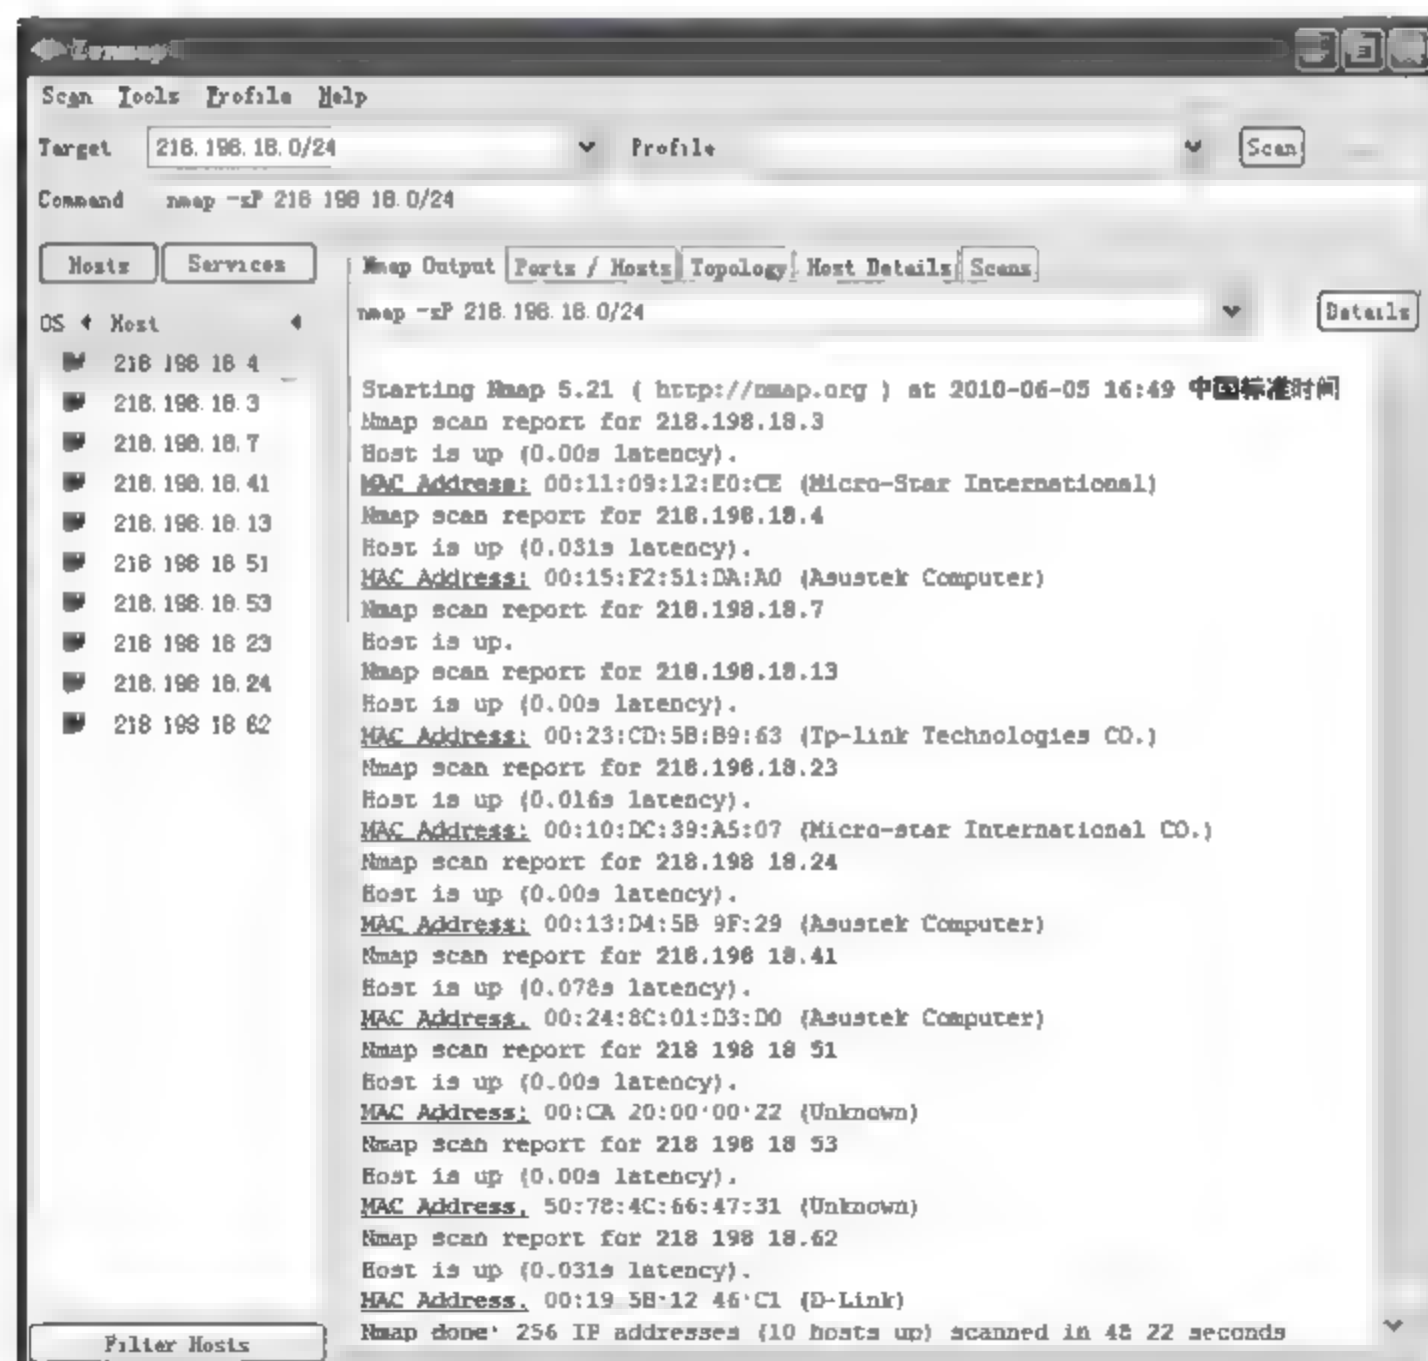 Zenmap
Scan Tools Profile Help
Target 218.198.18.0/24 Profile Scan
Command nmap -sP 218.198.18.0/24
Hosts Services Nmap Output Ports / Hosts Topology Host Details Scans
nmap -sP 218.198.18.0/24 Details
OS Host
218.198.18.4
218.198.18.3
218.198.18.7
218.198.18.41
218.198.18.13
218.198.18.51
218.198.18.53
218.198.18.23
218.198.18.24
218.198.18.62
Filter Hosts
Starting Nmap 5.21 ( http://nmap.org ) at 2010-06-05 16:49 中国标准时间
Nmap scan report for 218.198.18.3
Host is up (0.00s latency).
MAC Address: 00:11:09:12:E0:CE (Micro-Star International)
Nmap scan report for 218.198.18.4
Host is up (0.031s latency).
MAC Address: 00:15:F2:51:DA:A0 (Asustek Computer)
Nmap scan report for 218.198.18.7
Host is up.
Nmap scan report for 218.198.18.13
Host is up (0.00s latency).
MAC Address: 00:23:CD:5B:B9:63 (Tp-link Technologies CO.)
Nmap scan report for 218.198.18.23
Host is up (0.016s latency).
MAC Address: 00:10:DC:39:A5:07 (Micro-star International CO.)
Nmap scan report for 218.198.18.24
Host is up (0.00s latency).
MAC Address: 00:13:D4:5B:9F:29 (Asustek Computer)
Nmap scan report for 218.198.18.41
Host is up (0.078s latency).
MAC Address: 00:24:8C:01:D3:D0 (Asustek Computer)
Nmap scan report for 218.198.18.51
Host is up (0.00s latency).
MAC Address: 00:CA:20:00:00:22 (Unknown)
Nmap scan report for 218.198.18.53
Host is up (0.00s latency).
MAC Address: 50:78:4C:66:47:31 (Unknown)
Nmap scan report for 218.198.18.62
Host is up (0.031s latency).
MAC Address: 00:19:5B:12:46:C1 (D-Link)
Nmap done: 256 IP addresses (10 hosts up) scanned in 48.22 seconds